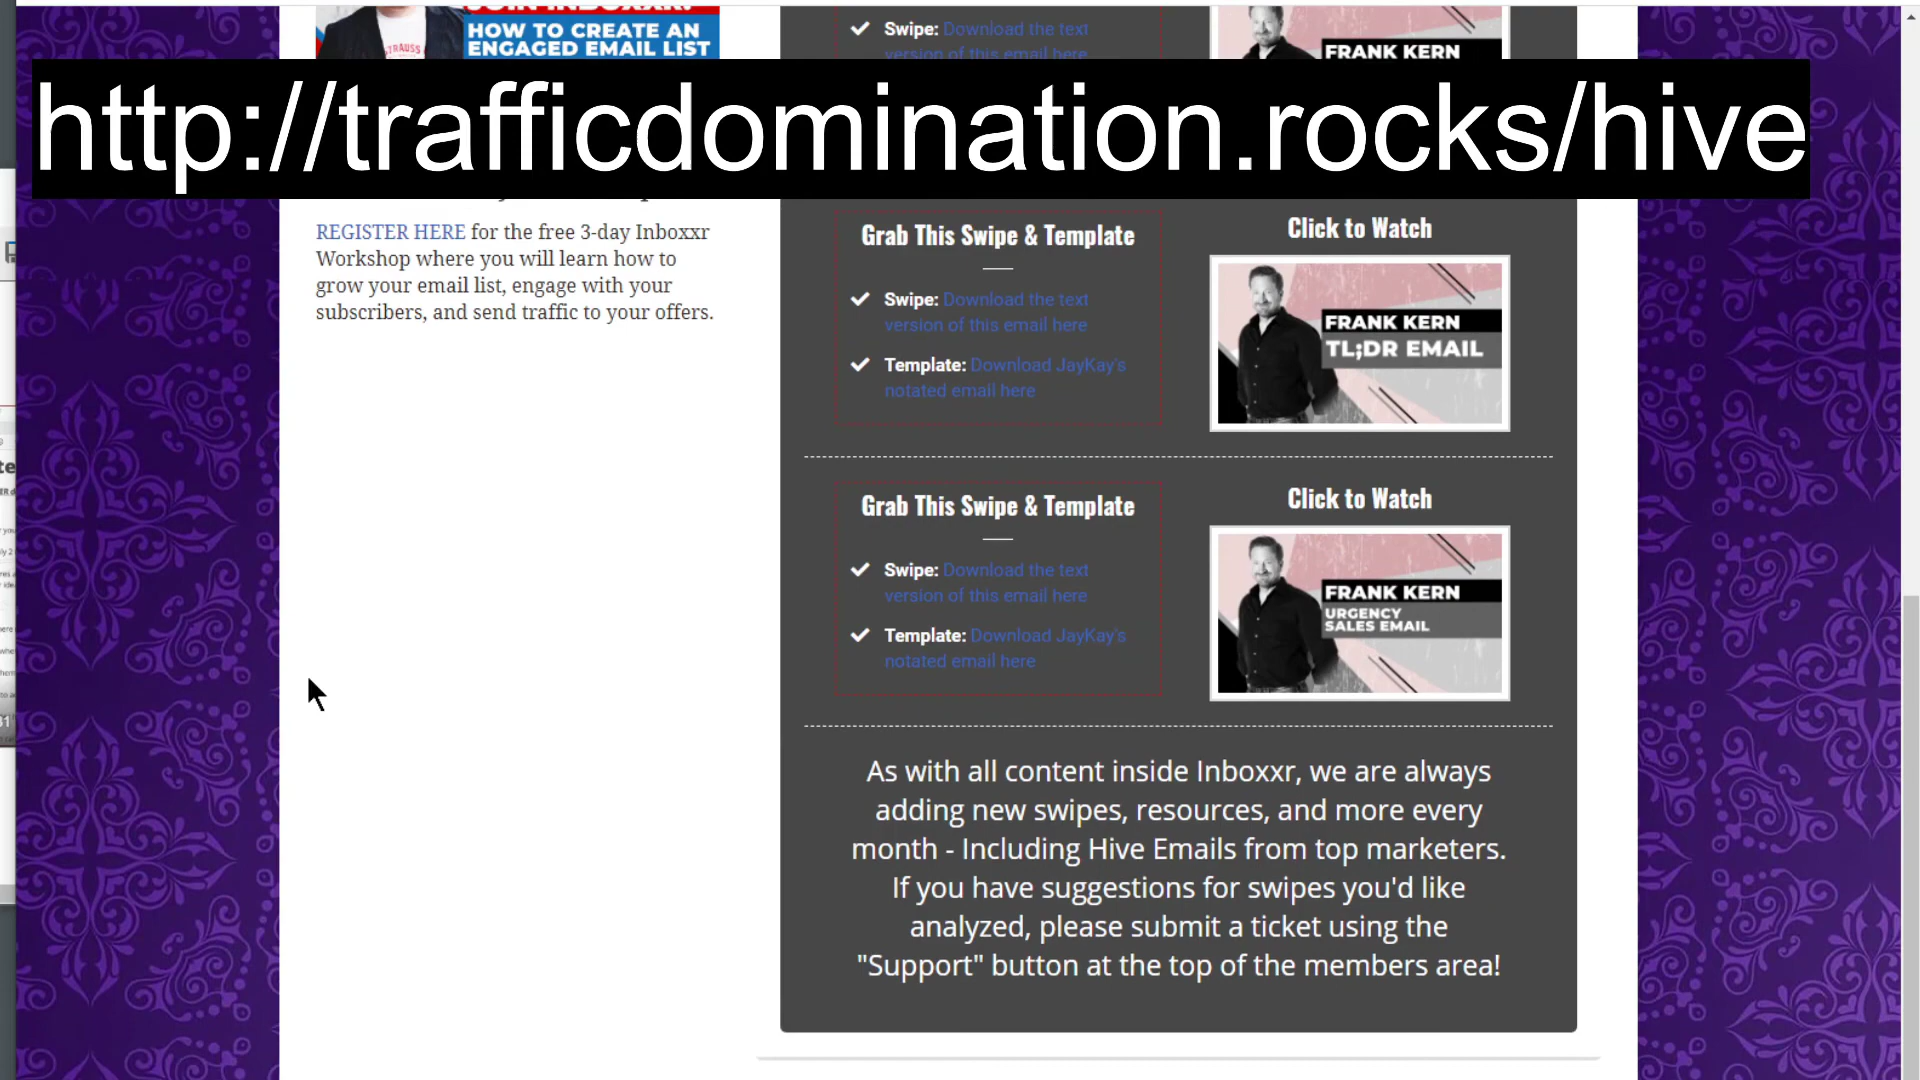 JOIN INBOXXR:
HOW TO CREATE AN
ENGAGED EMAIL LIST
STRAUSS
Swipe: Download the text
version of this email here
FRANK KERN
http://trafficdomination.rocks/hive
REGISTER HERE for the free 3-day Inboxxr
Workshop where you will learn how to
grow your email list, engage with your
subscribers, and send traffic to your offers.
Grab This Swipe & Template
Swipe: Download the text
version of this email here
Template: Download JayKay's
notated email here
Click to Watch
FRANK KERN
TL;DR EMAIL
Grab This Swipe & Template
Swipe: Download the text
version of this email here
Template: Download JayKay's
notated email here
Click to Watch
FRANK KERN
URGENCY
SALES EMAIL
As with all content inside Inboxxr, we are always
adding new swipes, resources, and more every
month - Including Hive Emails from top marketers.
If you have suggestions for swipes you'd like
analyzed, please submit a ticket using the
"Support" button at the top of the members area!